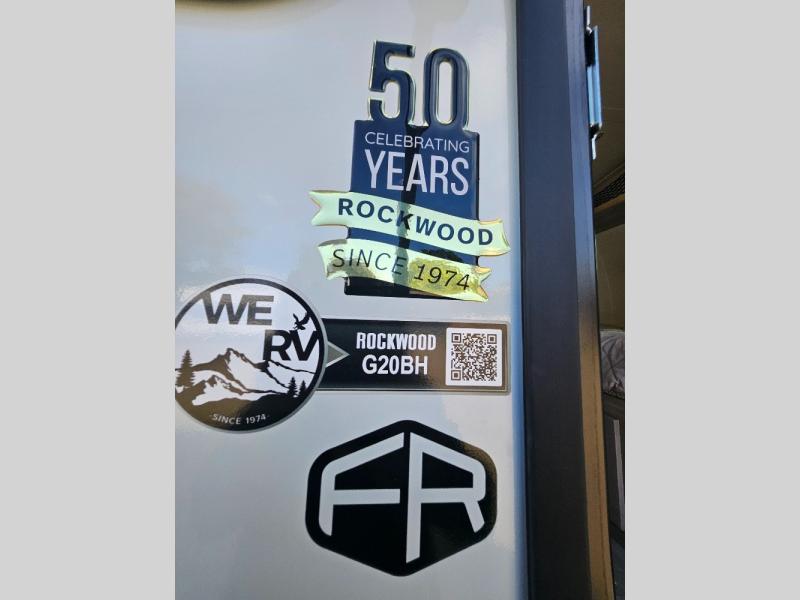 50
CELEBRATING
YEARS
ROCKWOOD
SINCE 1974
WE
RV
·SINCE 1974·
ROCKWOOD
G20BH
FR